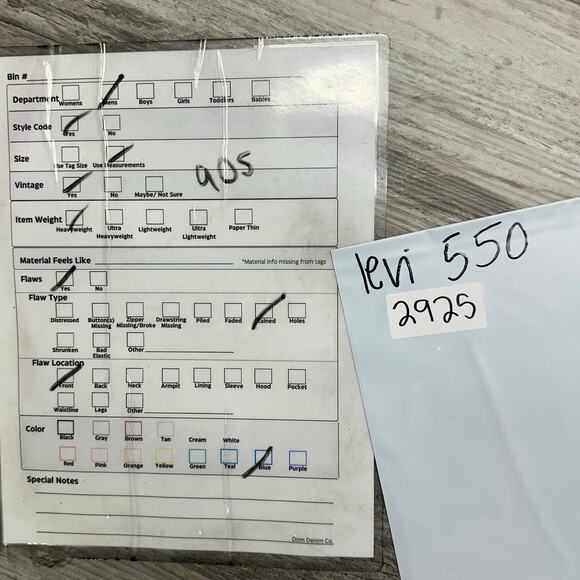 Bin #
Department Womens Mens Boys Girls Toddlers Babies
Style Code Yes No
Size Use Tag Size Use Measurements
Vintage Yes No Maybe/ Not Sure 90s
Item Weight Heavyweight Ultra Heavyweight Lightweight Ultra Lightweight Paper Thin
Material Feels Like *Material info missing from tags
Flaws Yes No
Flaw Type
Distressed Button(s) Missing Zipper Missing/Broke Drawstring Missing Piled Faded Stained Holes
Shrunken Bad Elastic Other
Flaw Location
Front Back Neck Armpit Lining Sleeve Hood Pocket
Waistline Legs Other
Color Black Gray Brown Tan Cream White
Red Pink Orange Yellow Green Teal Blue Purple
Special Notes
Dom Denim Co.
levi 550
2925